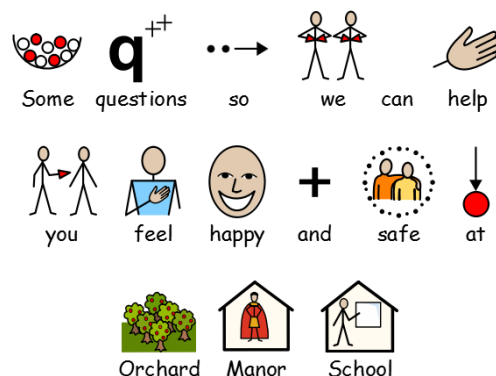 Some questions so we can help
you feel happy and safe at
Orchard Manor School